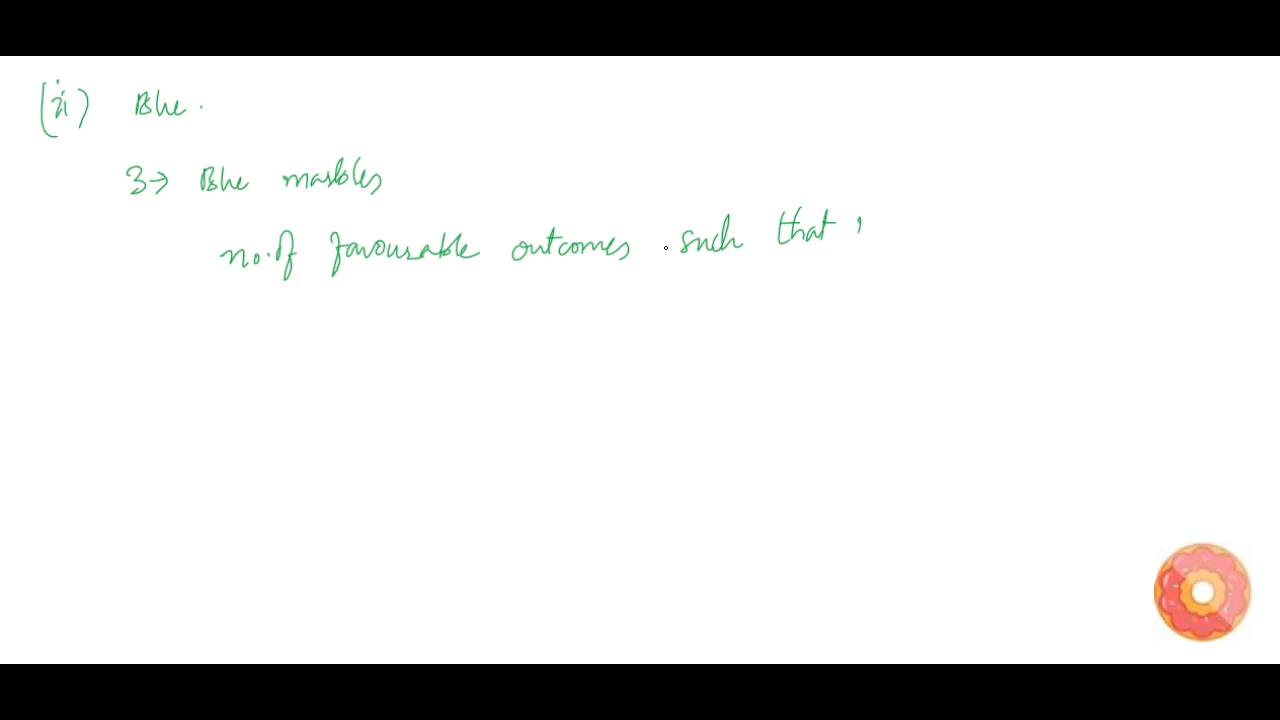 (ii) Blue.
3→ Blue marbles
no. of favourable outcomes . such that